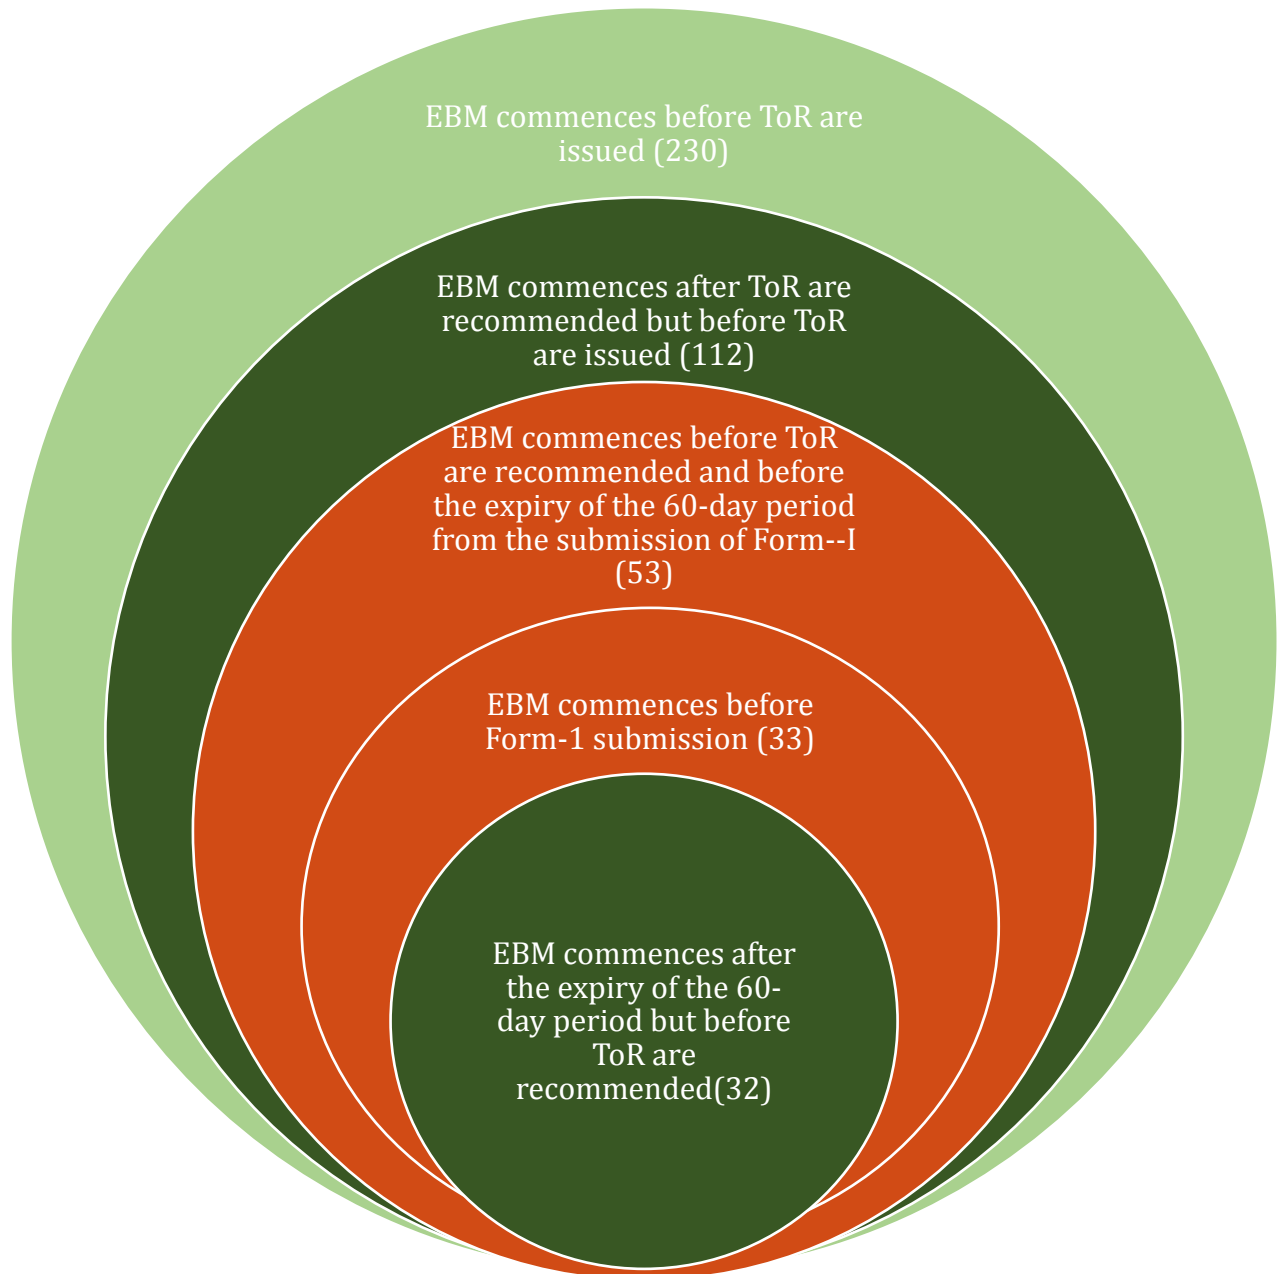 EBM commences before ToR are
issued (230)
EBM commences after ToR are
recommended but before ToR
are issued (112)
EBM commences before ToR
are recommended and before
the expiry of the 60-day period
from the submission of Form--I
(53)
EBM commences before
Form-1 submission (33)
EBM commences after
the expiry of the 60-
day period but before
ToR are
recommended(32)